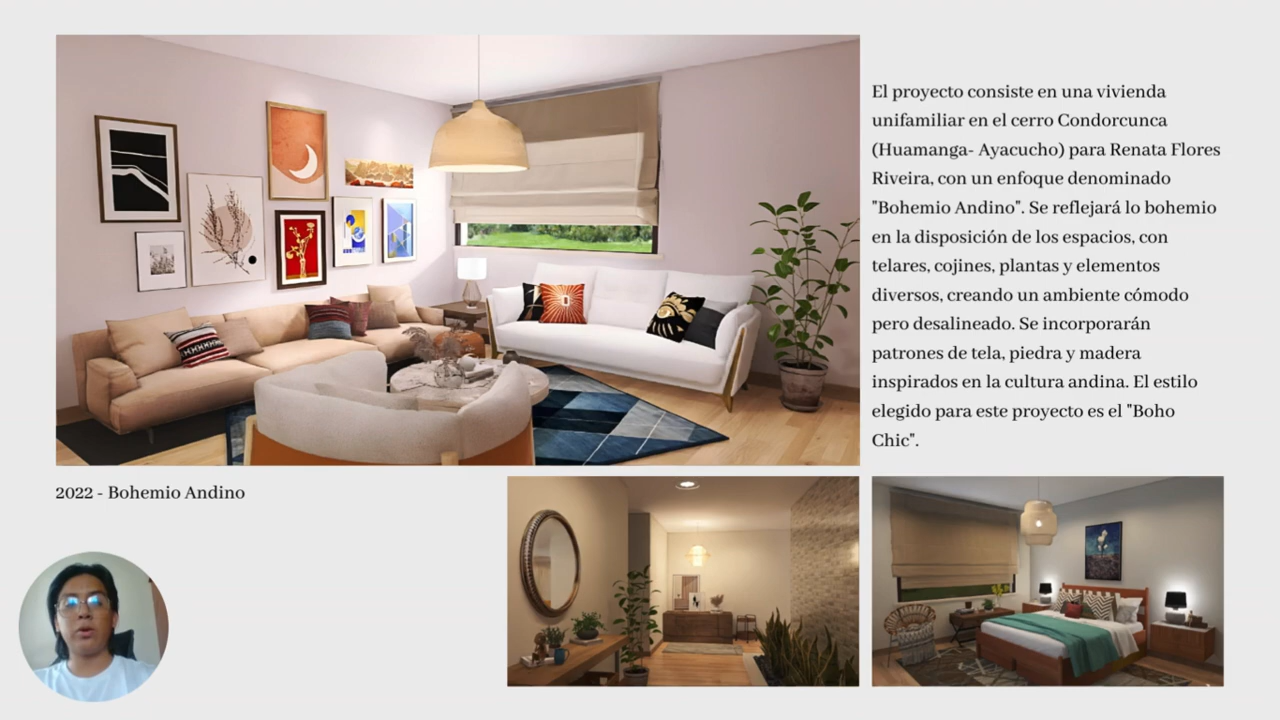 El proyecto consiste en una vivienda
unifamiliar en el cerro Condorcunca
(Huamanga- Ayacucho) para Renata Flores
Riveira, con un enfoque denominado
"Bohemio Andino". Se reflejará lo bohemio
en la disposición de los espacios, con
telares, cojines, plantas y elementos
diversos, creando un ambiente cómodo
pero desalineado. Se incorporarán
patrones de tela, piedra y madera
inspirados en la cultura andina. El estilo
elegido para este proyecto es el "Boho
Chic".
2022 - Bohemio Andino